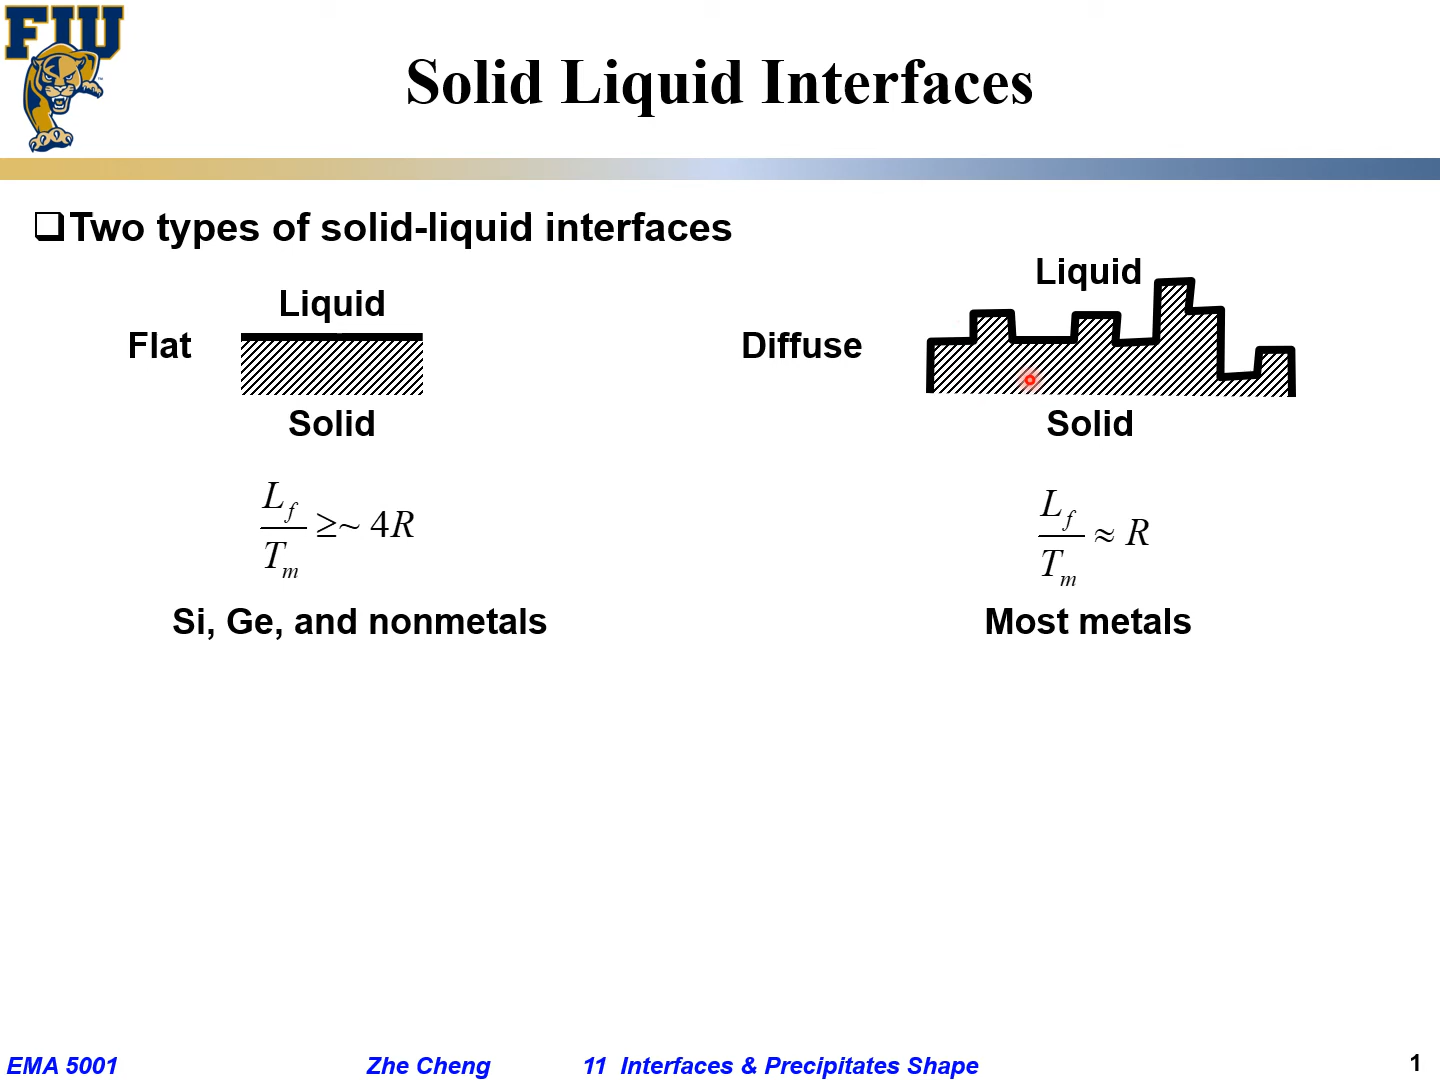 FIU
Solid Liquid Interfaces
❑Two types of solid-liquid interfaces
Liquid
Flat
Solid
L_f / T_m ≥~ 4R
Si, Ge, and nonmetals
Liquid
Diffuse
Solid
L_f / T_m ≈ R
Most metals
EMA 5001 Zhe Cheng 11 Interfaces & Precipitates Shape 1